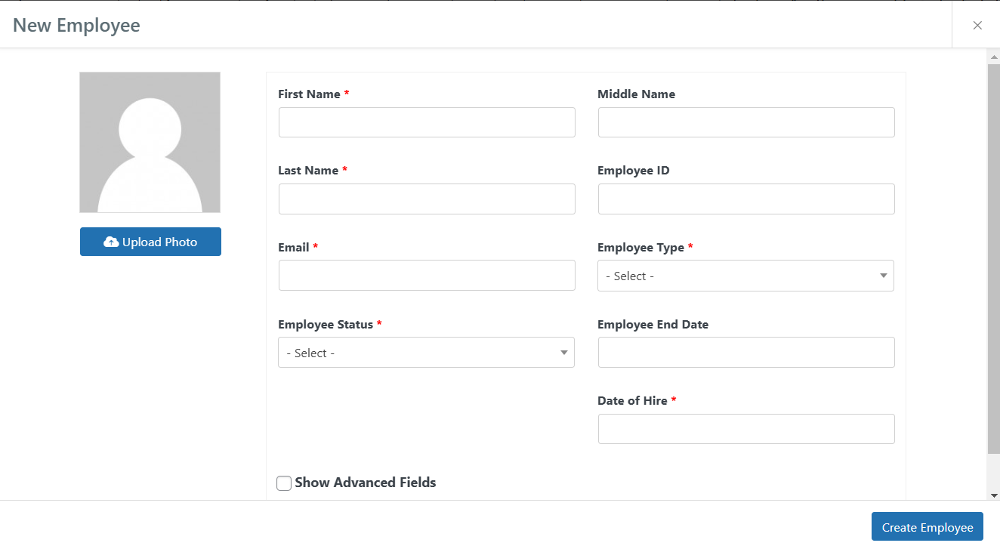 New Employee
First Name *
Middle Name
Last Name *
Employee ID
Upload Photo
Email *
Employee Type *
- Select -
Employee Status *
Employee End Date
- Select -
Date of Hire *
Show Advanced Fields
Create Employee